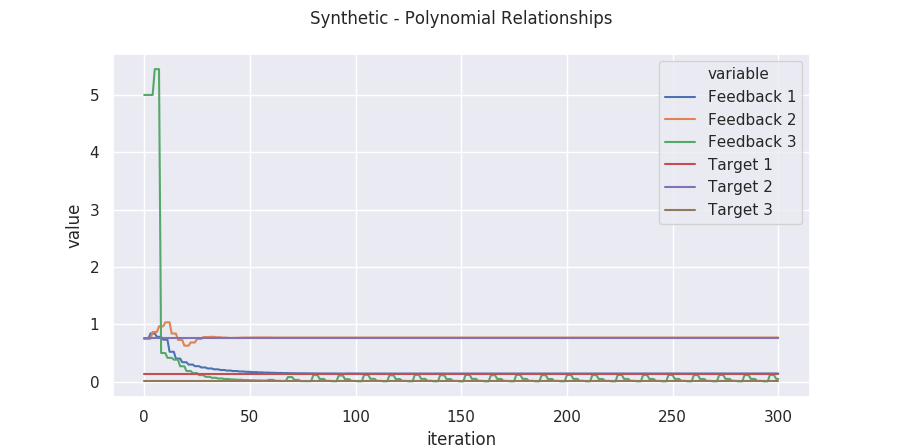 Synthetic - Polynomial Relationships
variable
Feedback 1
Feedback 2
Feedback 3
Target 1
Target 2
Target 3
value
5
4
3
2
1
0
0 50 100 150 200 250 300
iteration